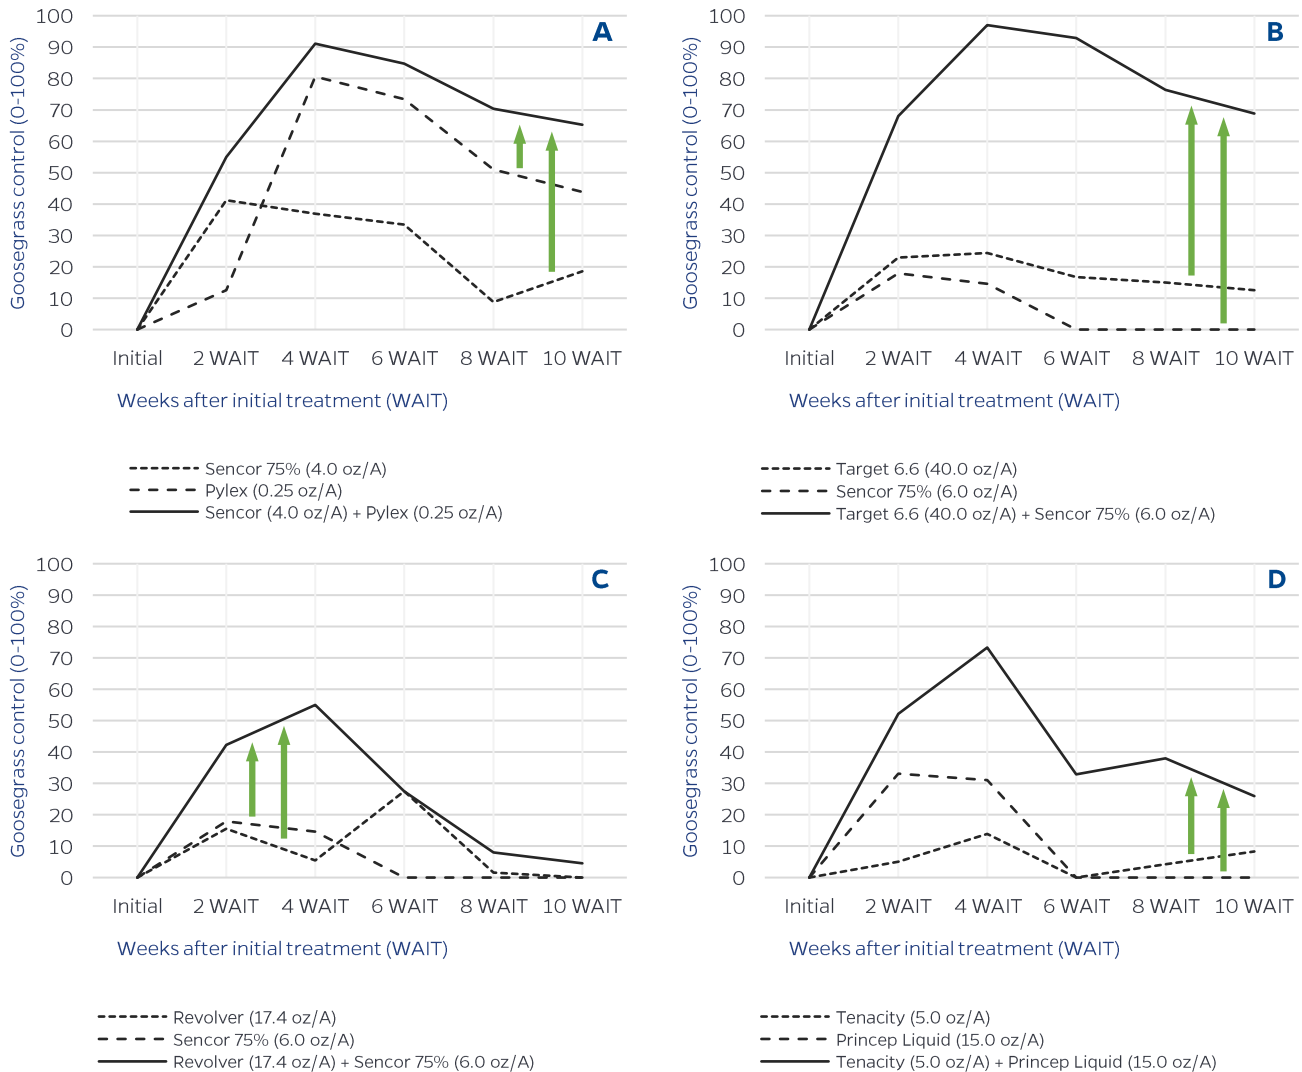 A
Goosegrass control (0-100%)
100
90
80
70
60
50
40
30
20
10
0
Initial 2 WAIT 4 WAIT 6 WAIT 8 WAIT 10 WAIT
Weeks after initial treatment (WAIT)
Sencor 75% (4.0 oz/A)
Pylex (0.25 oz/A)
Sencor (4.0 oz/A) + Pylex (0.25 oz/A)
B
Goosegrass control (0-100%)
100
90
80
70
60
50
40
30
20
10
0
Initial 2 WAIT 4 WAIT 6 WAIT 8 WAIT 10 WAIT
Weeks after initial treatment (WAIT)
Target 6.6 (40.0 oz/A)
Sencor 75% (6.0 oz/A)
Target 6.6 (40.0 oz/A) + Sencor 75% (6.0 oz/A)
C
Goosegrass control (0-100%)
100
90
80
70
60
50
40
30
20
10
0
Initial 2 WAIT 4 WAIT 6 WAIT 8 WAIT 10 WAIT
Weeks after initial treatment (WAIT)
Revolver (17.4 oz/A)
Sencor 75% (6.0 oz/A)
Revolver (17.4 oz/A) + Sencor 75% (6.0 oz/A)
D
Goosegrass control (0-100%)
100
90
80
70
60
50
40
30
20
10
0
Initial 2 WAIT 4 WAIT 6 WAIT 8 WAIT 10 WAIT
Weeks after initial treatment (WAIT)
Tenacity (5.0 oz/A)
Princep Liquid (15.0 oz/A)
Tenacity (5.0 oz/A) + Princep Liquid (15.0 oz/A)